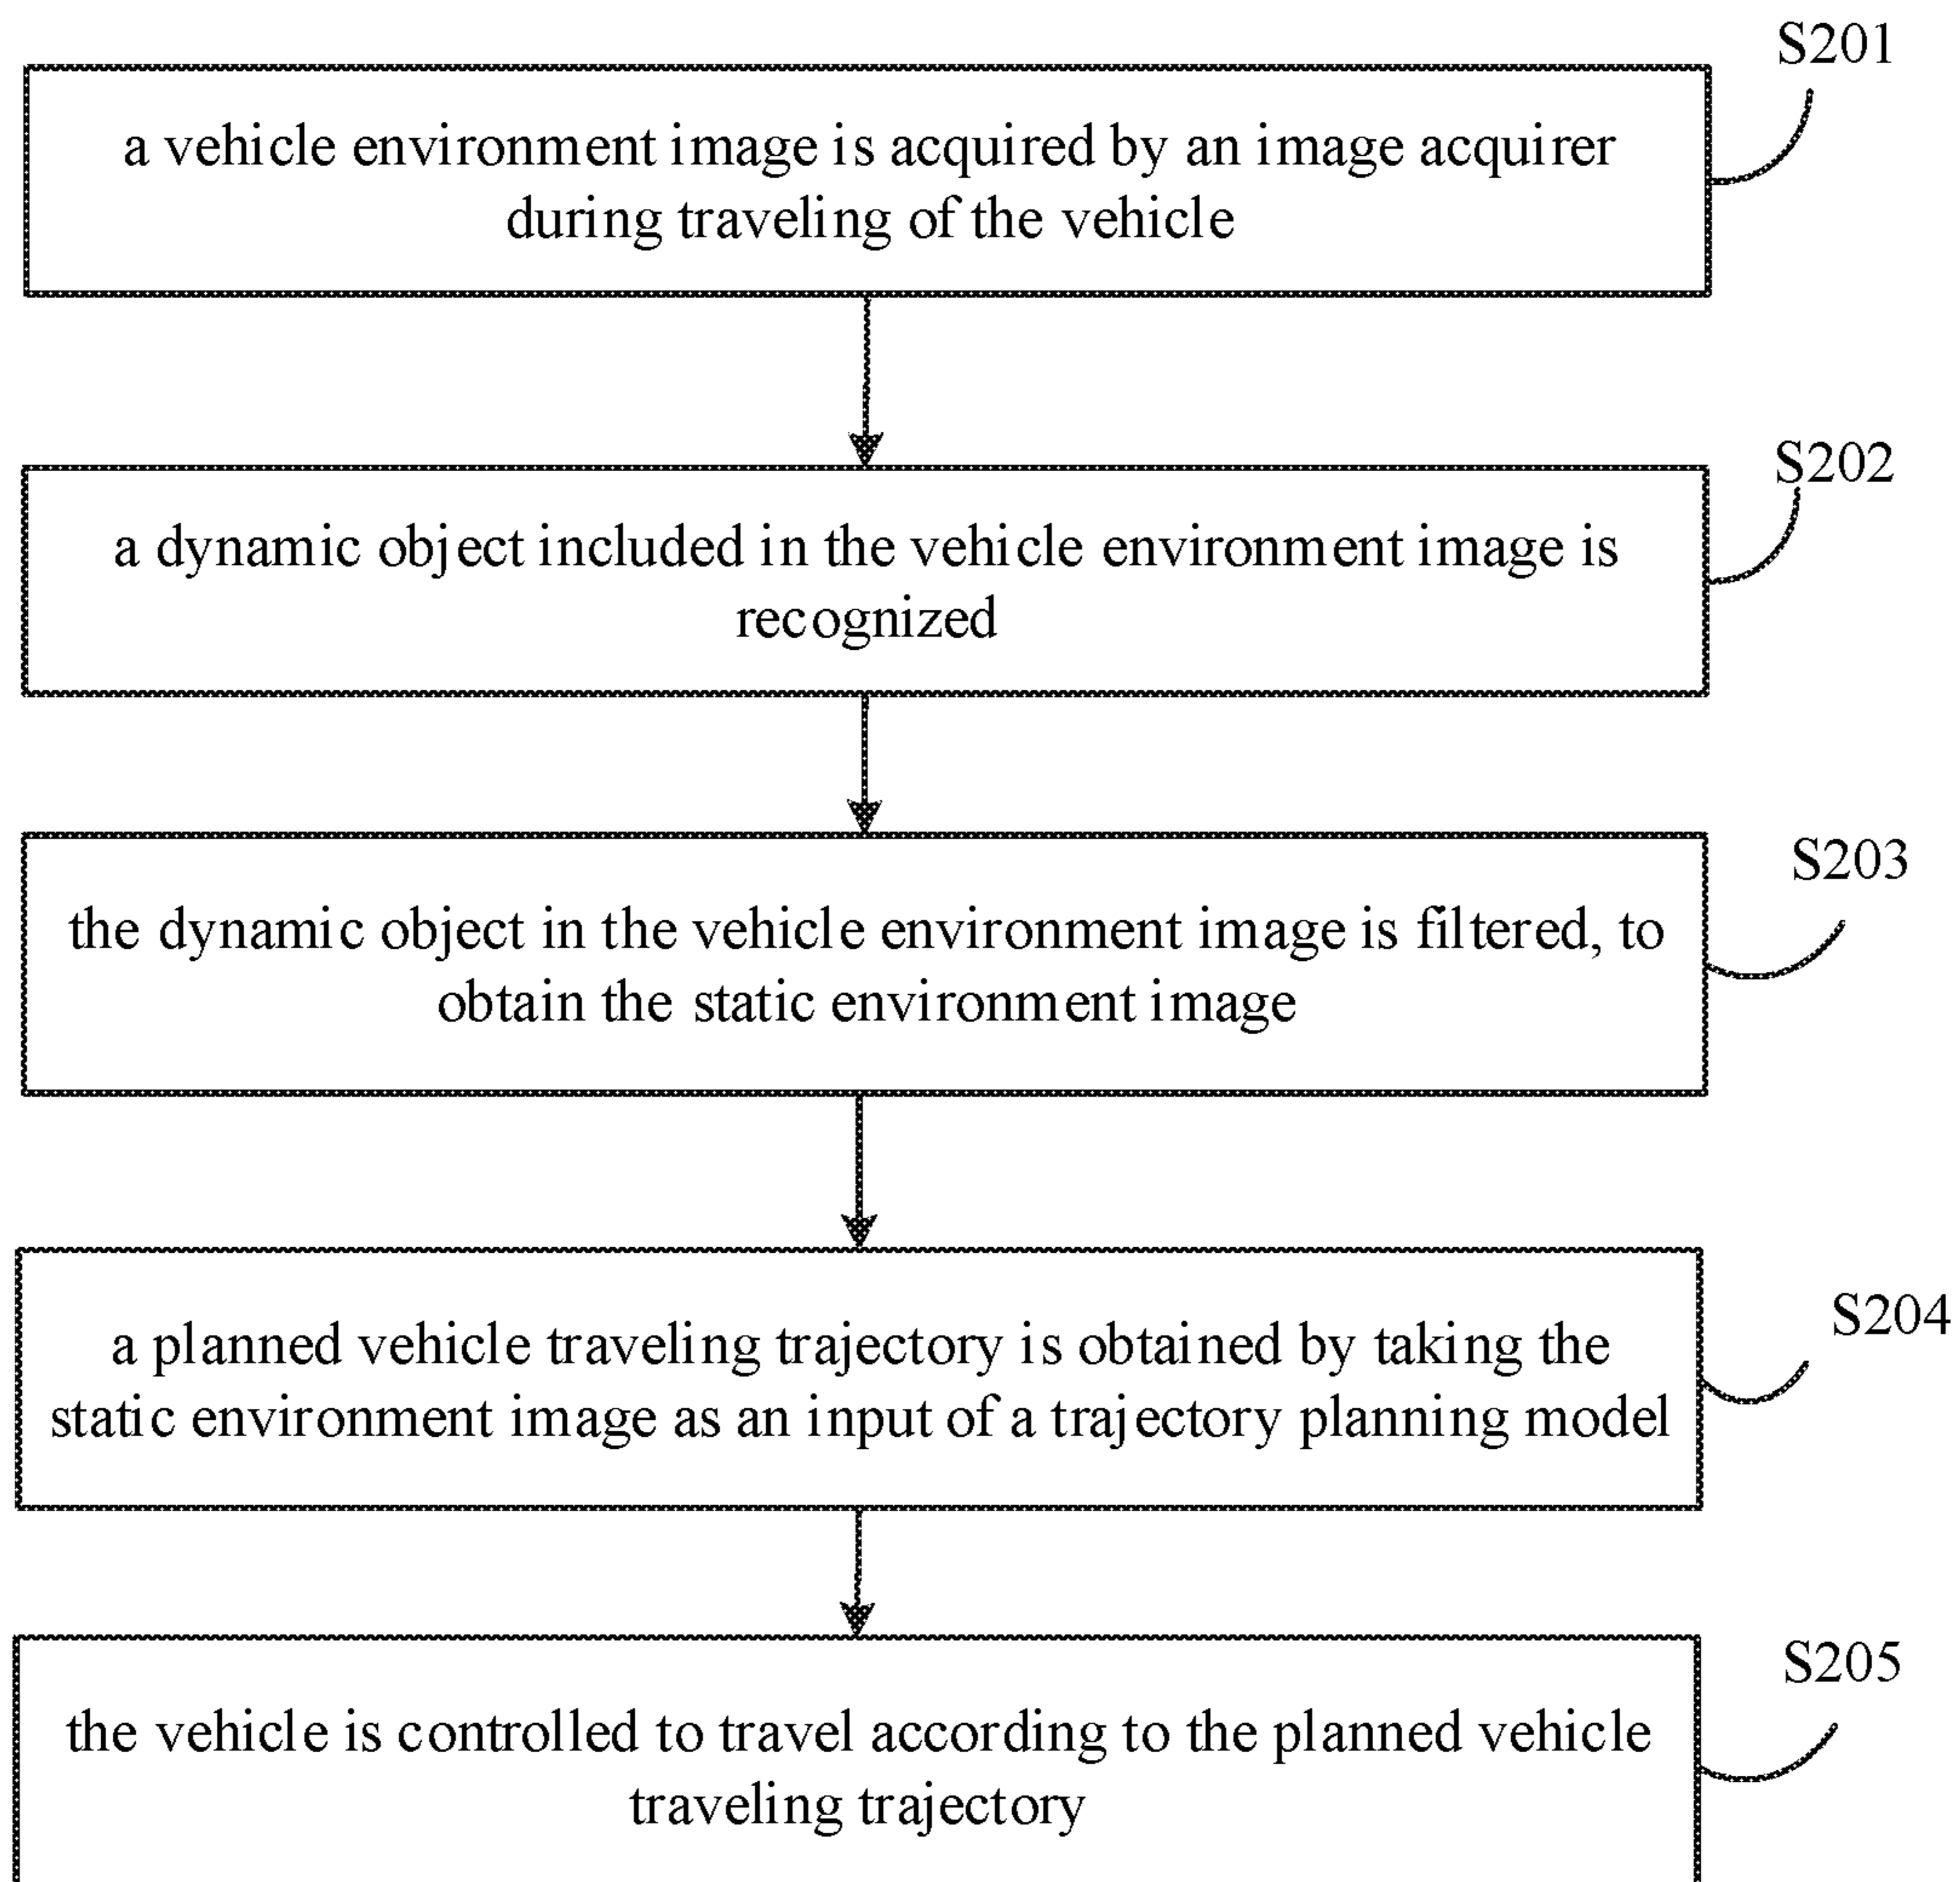 S201
a vehicle environment image is acquired by an image acquirer
during traveling of the vehicle
S202
a dynamic object included in the vehicle environment image is
recognized
S203
the dynamic object in the vehicle environment image is filtered, to
obtain the static environment image
S204
a planned vehicle traveling trajectory is obtained by taking the
static environment image as an input of a trajectory planning model
S205
the vehicle is controlled to travel according to the planned vehicle
traveling trajectory